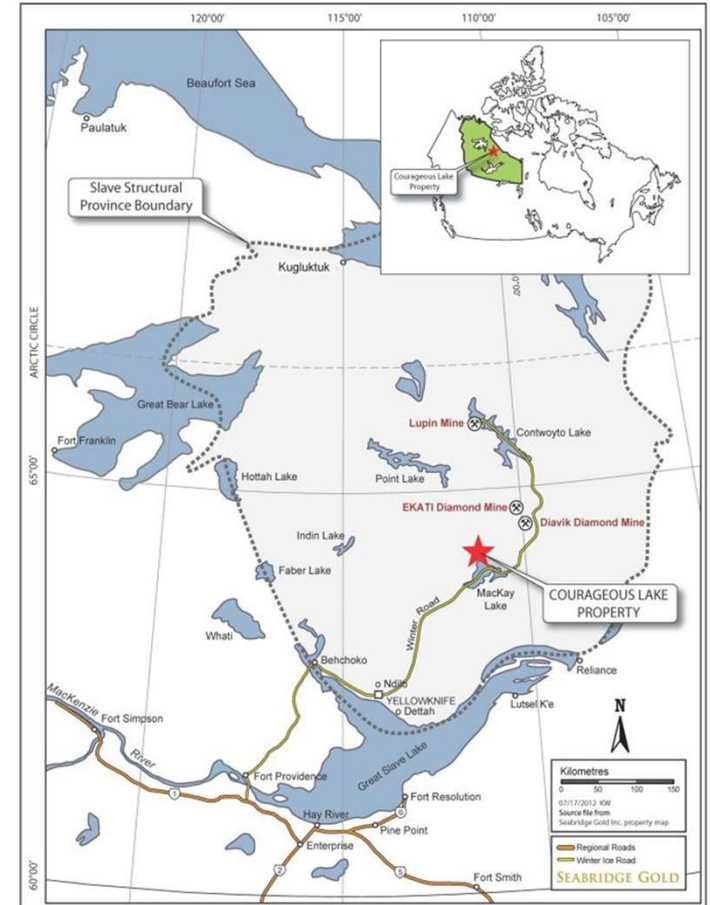 120°00'
115°00'
110°00'
105°00'
Beaufort Sea
Paulatuk
Courageous Lake
Property
Slave Structural
Province Boundary
Kugluktuk
ARCTIC CIRCLE
Great Bear Lake
Lupin Mine
Contwoyto Lake
Fort Franklin
65°00'
Hottah Lake
Point Lake
EKATI Diamond Mine
Diavik Diamond Mine
Indin Lake
Faber Lake
COURAGEOUS LAKE
PROPERTY
MacKay
Lake
Winter Road
Whati
Behchoko
Reliance
Ndilo
YELLOWKNIFE
Dettah
Lutsel K'e
MacKenzie
River
Fort Simpson
N
Great Slave Lake
Fort Providence
Kilometres
0 50 100 150
07/17/2012 KW
Source file from
Seabridge Gold Inc. property map
1
Fort Resolution
6
Hay River
Pine Point
Enterprise
2
5
Fort Smith
60°00'
Regional Roads
Winter Ice Road
SEABRIDGE GOLD